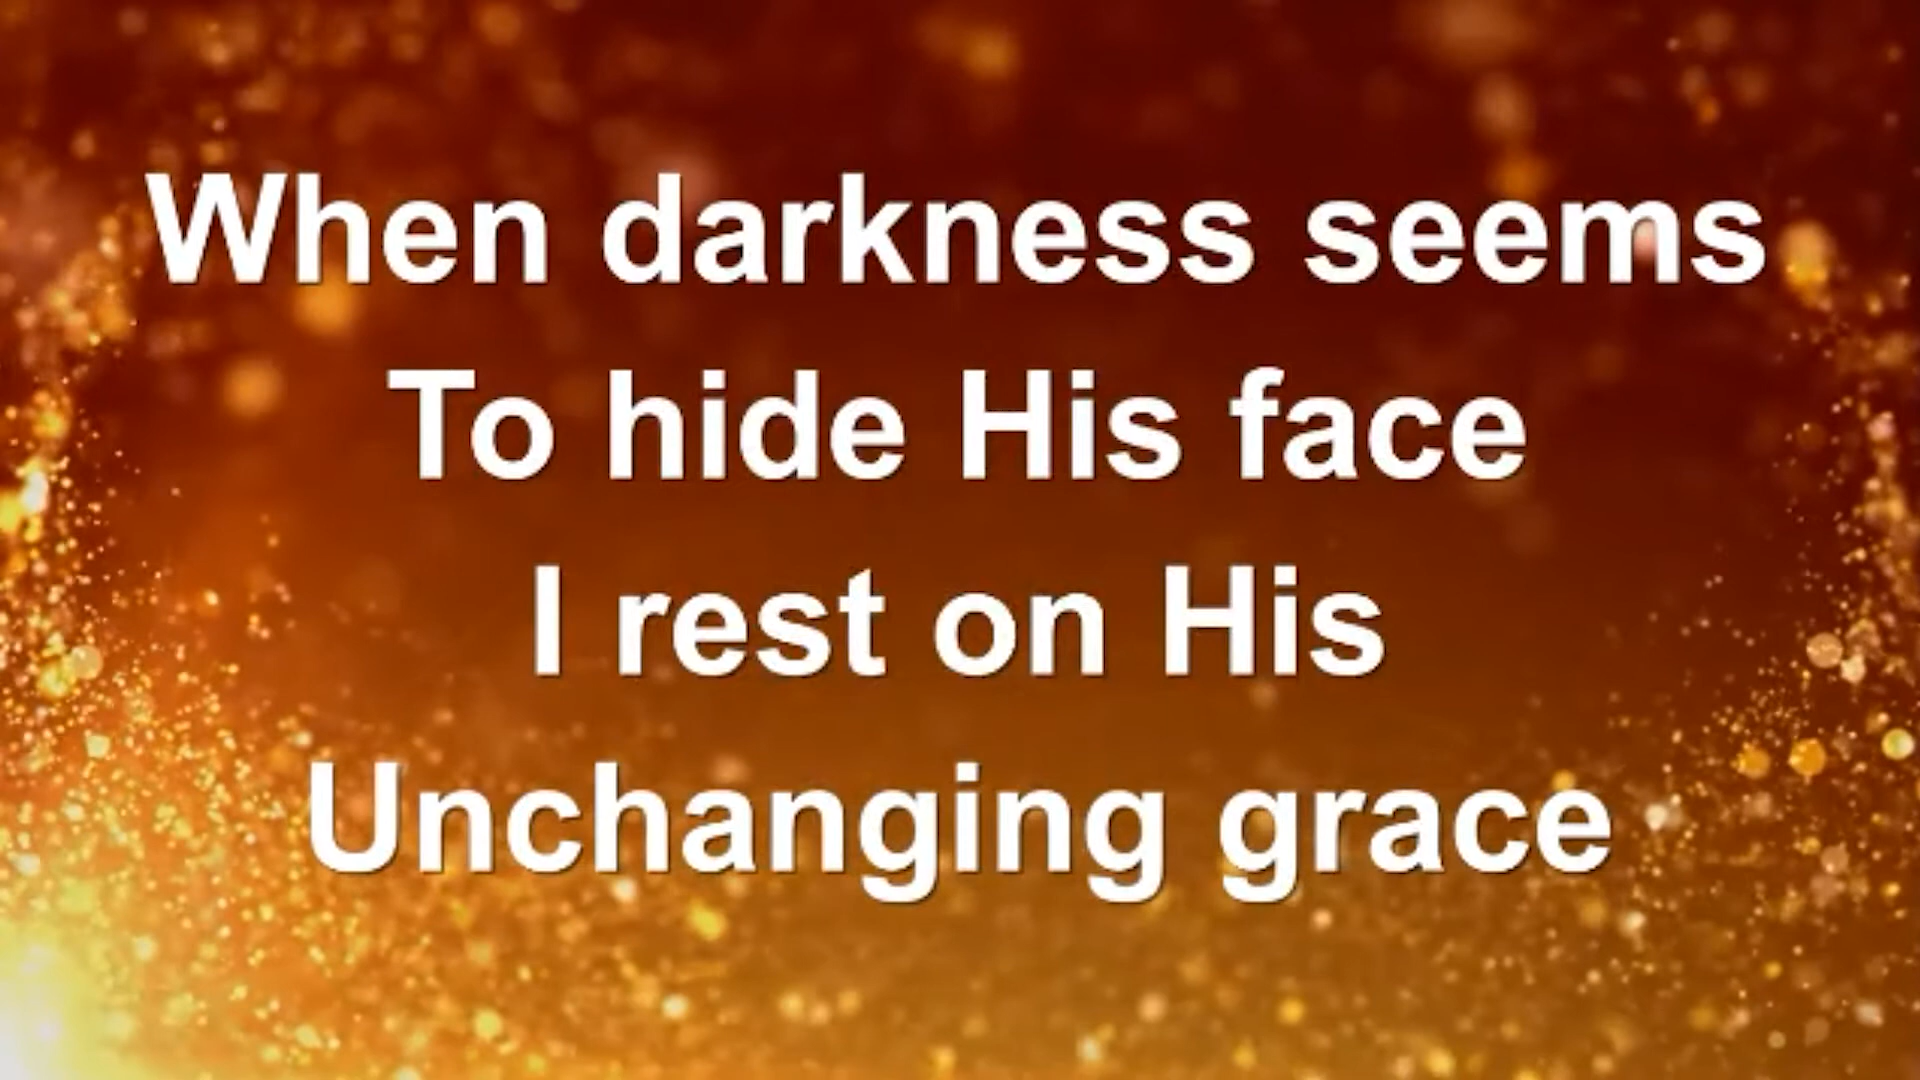 When darkness seems
To hide His face
I rest on His
Unchanging grace